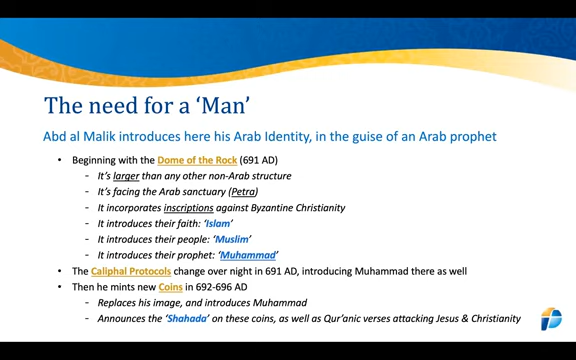 The need for a ‘Man’
Abd al Malik introduces here his Arab Identity, in the guise of an Arab prophet
• Beginning with the Dome of the Rock (691 AD)
- It’s larger than any other non-Arab structure
- It’s facing the Arab sanctuary (Petra)
- It incorporates inscriptions against Byzantine Christianity
- It introduces their faith: ‘Islam’
- It introduces their people: ‘Muslim’
- It introduces their prophet: ‘Muhammad’
• The Caliphal Protocols change over night in 691 AD, introducing Muhammad there as well
• Then he mints new Coins in 692-696 AD
- Replaces his image, and introduces Muhammad
- Announces the ‘Shahada’ on these coins, as well as Qur’anic verses attacking Jesus & Christianity